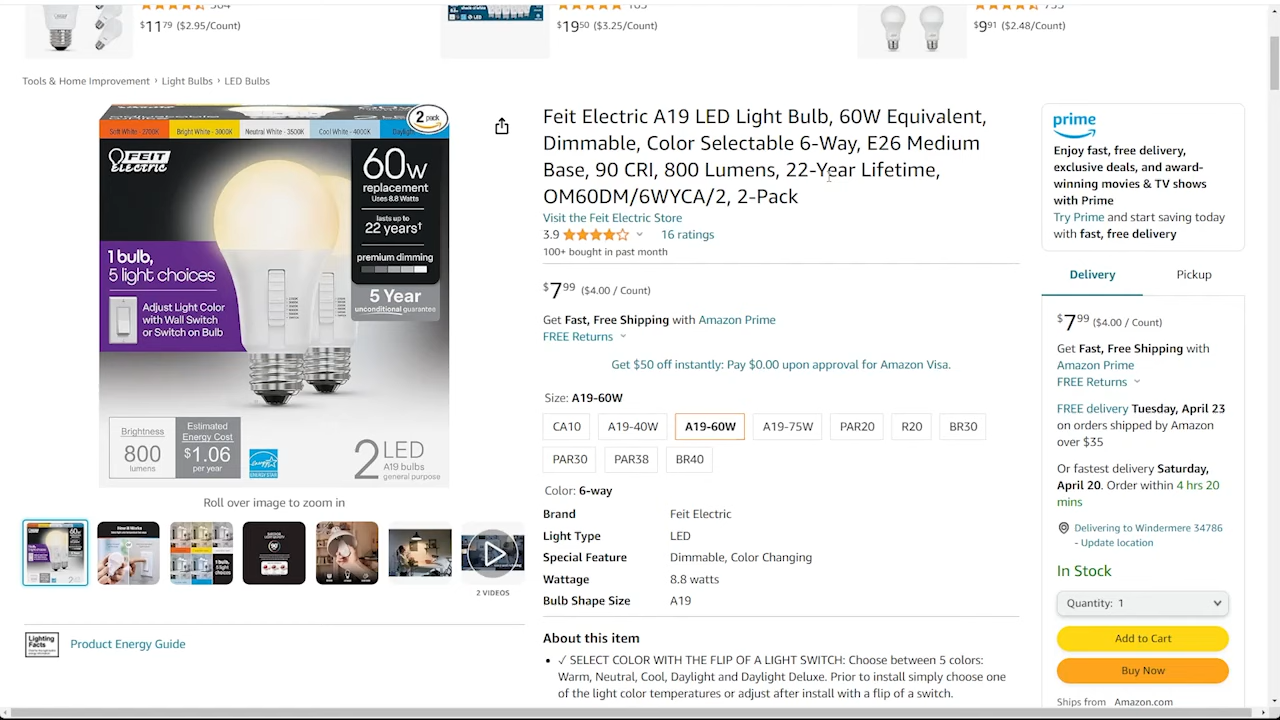 $11.79 ($2.95/Count)
$19.50 ($3.25/Count)
$9.91 ($2.48/Count)
Tools & Home Improvement › Light Bulbs › LED Bulbs
2 pack
Soft White - 2700K
Bright White - 3000K
Neutral White - 3500K
Cool White - 4000K
Daylight
FEIT
ELECTRIC
60w
replacement
Uses 8.8 Watts
lasts up to
22 years†
premium dimming
5 Year
unconditional guarantee
1 bulb,
5 light choices
Adjust Light Color
with Wall Switch
or Switch on Bulb
Brightness
800
lumens
Estimated
Energy Cost
$1.06
per year
ENERGY STAR
2 LED
A19 bulbs
general purpose
Roll over image to zoom in
2 VIDEOS
Lighting
Facts
Product Energy Guide
Feit Electric A19 LED Light Bulb, 60W Equivalent,
Dimmable, Color Selectable 6-Way, E26 Medium
Base, 90 CRI, 800 Lumens, 22-Year Lifetime,
OM60DM/6WYCA/2, 2-Pack
Visit the Feit Electric Store
3.9 16 ratings
100+ bought in past month
$7.99 ($4.00 / Count)
Get Fast, Free Shipping with Amazon Prime
FREE Returns
Get $50 off instantly: Pay $0.00 upon approval for Amazon Visa.
Size: A19-60W
CA10 A19-40W A19-60W A19-75W PAR20 R20 BR30
PAR30 PAR38 BR40
Color: 6-way
Brand Feit Electric
Light Type LED
Special Feature Dimmable, Color Changing
Wattage 8.8 watts
Bulb Shape Size A19
About this item
• ✓ SELECT COLOR WITH THE FLIP OF A LIGHT SWITCH: Choose between 5 colors:
Warm, Neutral, Cool, Daylight and Daylight Deluxe. Prior to install simply choose one
of the light color temperatures or adjust after install with a flip of a switch.
prime
Enjoy fast, free delivery,
exclusive deals, and award-
winning movies & TV shows
with Prime
Try Prime and start saving today
with fast, free delivery
Delivery Pickup
$7.99 ($4.00 / Count)
Get Fast, Free Shipping with
Amazon Prime
FREE Returns
FREE delivery Tuesday, April 23
on orders shipped by Amazon
over $35
Or fastest delivery Saturday,
April 20. Order within 4 hrs 20
mins
Delivering to Windermere 34786
- Update location
In Stock
Quantity: 1
Add to Cart
Buy Now
Ships from Amazon.com